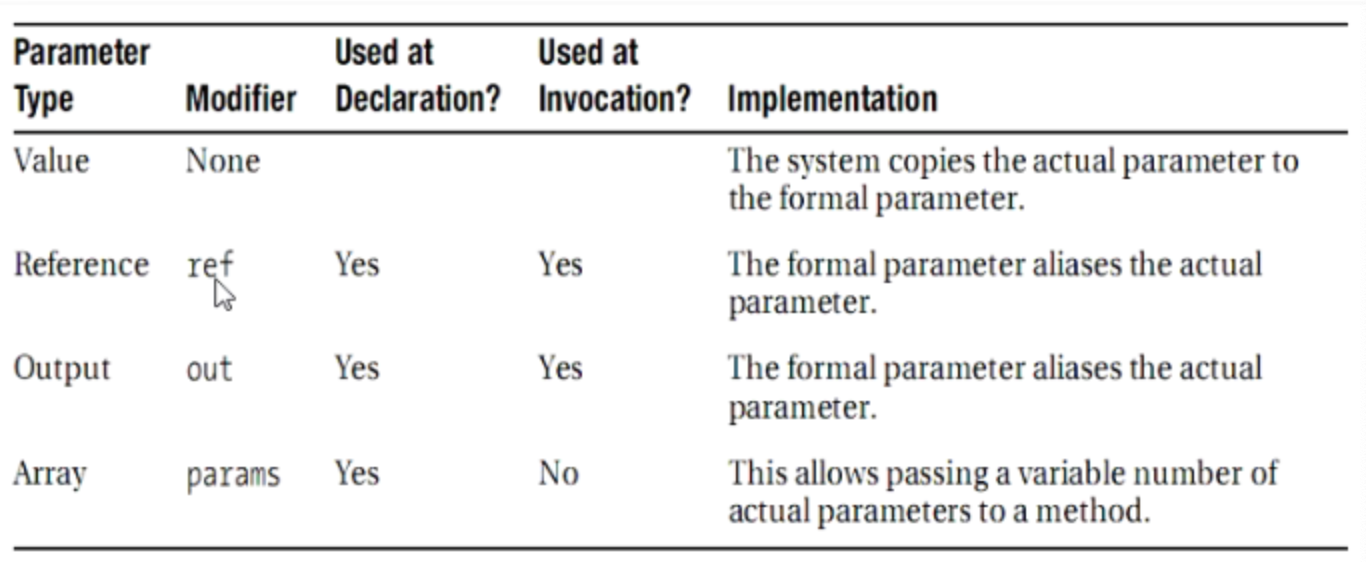 Parameter Used at Used at
Type Modifier Declaration? Invocation? Implementation
Value None The system copies the actual parameter to
the formal parameter.
Reference ref Yes Yes The formal parameter aliases the actual
parameter.
Output out Yes Yes The formal parameter aliases the actual
parameter.
Array params Yes No This allows passing a variable number of
actual parameters to a method.